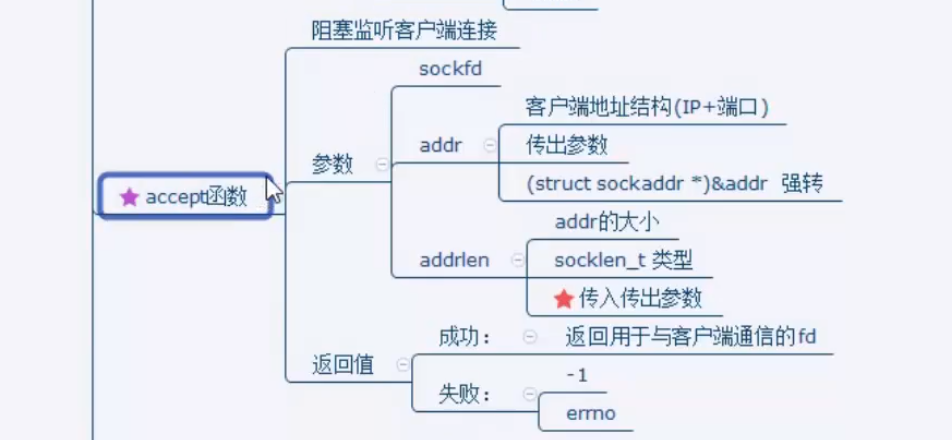 阻塞监听客户端连接
sockfd
客户端地址结构(IP+端口)
addr
传出参数
参数
(struct sockaddr *)&addr 强转
accept函数
addr的大小
addrlen
socklen_t 类型
传入传出参数
成功：
返回用于与客户端通信的fd
返回值
-1
失败：
errno